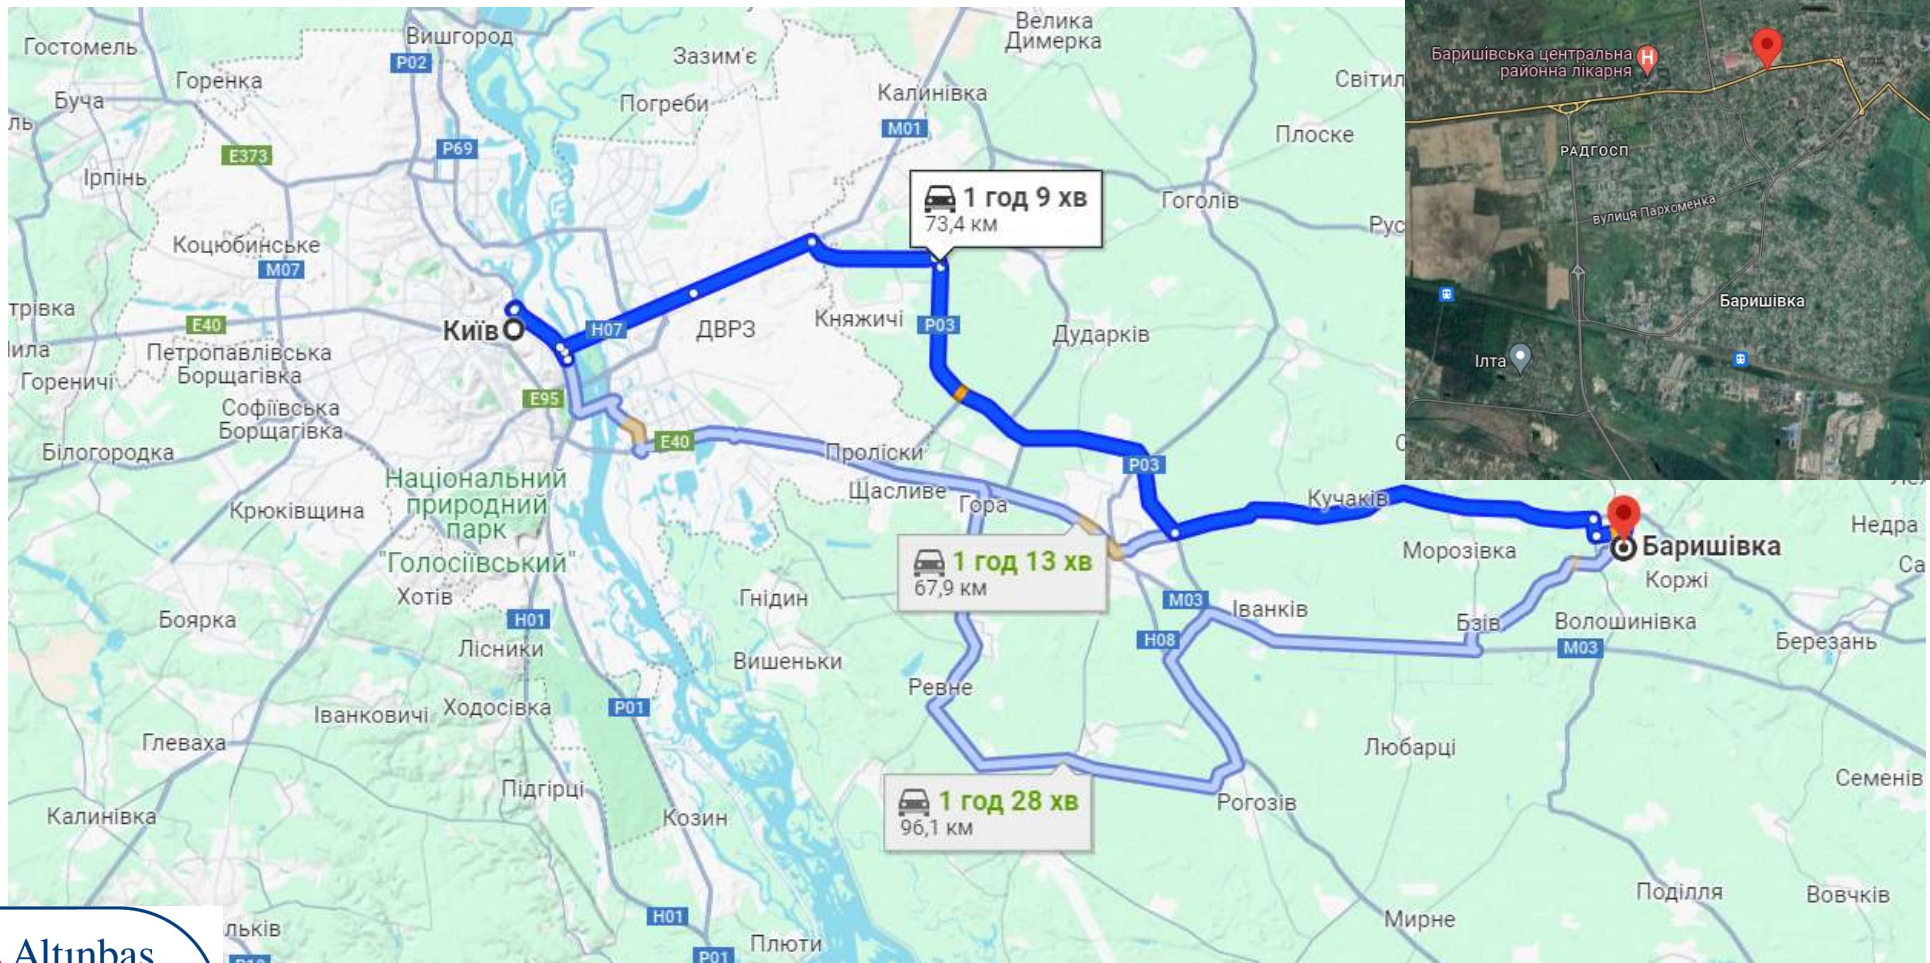 Гостомель
Вишгород
P02
Зазим'є
Велика
Димерка
Горенка
Буча
Погреби
Калинівка
M01
Плоске
E373
P69
Ірпінь
1 год 9 хв
73,4 км
Гоголів
Коцюбинське
M07
E40
Київ
H07
ДВРЗ
Княжичі
P03
Дударків
Петропавлівська
Борщагівка
Гореничі
E95
Софіївська
Борщагівка
Білогородка
E40
Проліски
P03
Національний
природний
парк
"Голосіївський"
Щасливе
Гора
Кучаків
Крюківщина
Недра
1 год 13 хв
67,9 км
Морозівка
Баришівка
Коржі
Хотів
Гнідин
M03
Іванків
Боярка
H01
H08
Бзів
Волошинівка
M03
Березань
Лісники
Вишеньки
Ревне
Іванковичі
Ходосівка
P01
Глеваха
Любарці
Підгірці
Семенів
Калинівка
Козин
1 год 28 хв
96,1 км
Рогозів
Поділля
Вовчків
H01
Мирне
Плюти
P01
Altınbaş
Баришівська центральна
районна лікарня
H
РАДГОСП
вулиця Пархоменка
Баришівка
Ілта